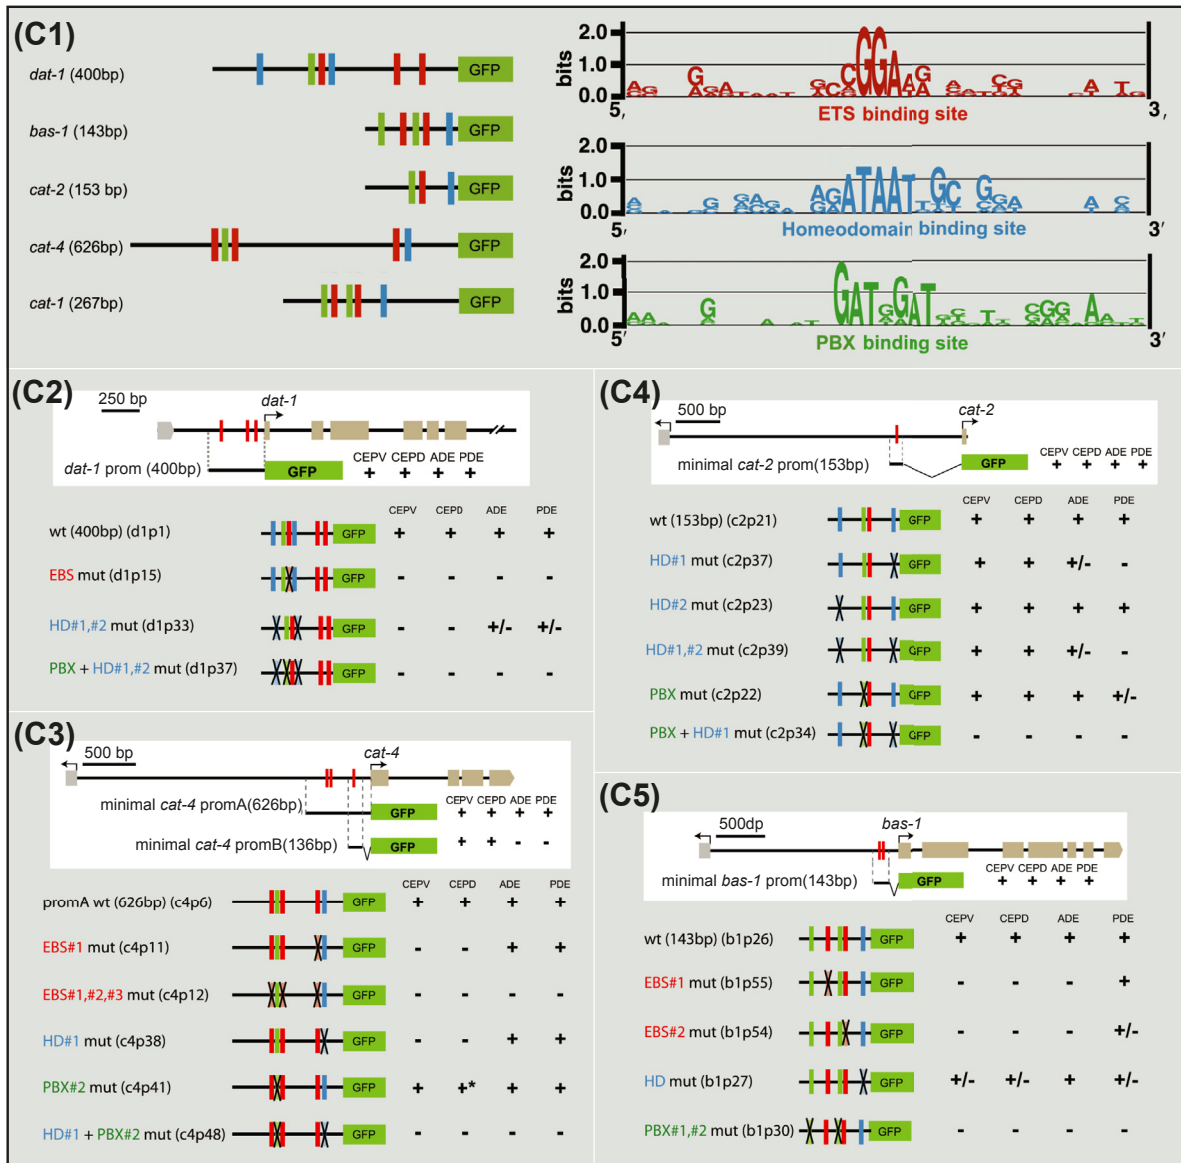 (C1)
dat-1 (400bp)
GFP
bas-1 (143bp)
GFP
cat-2 (153 bp)
GFP
cat-4 (626bp)
GFP
cat-1 (267bp)
GFP
bits
2.0
1.0
0.0
5'
3'
ETS binding site
bits
2.0
1.0
0.0
5'
3'
Homeodomain binding site
bits
2.0
1.0
0.0
5'
3'
PBX binding site
(C2)
250 bp
dat-1
dat-1 prom (400bp)
GFP
CEPV CEPD ADE PDE
+ + + +
CEPV CEPD ADE PDE
wt (400bp) (d1p1) GFP + + + +
EBS mut (d1p15) GFP - - - -
HD#1,#2 mut (d1p33) GFP - - +/- +/-
PBX + HD#1,#2 mut (d1p37) GFP - - - -
(C3)
500 bp
cat-4
CEPV CEPD ADE PDE
minimal cat-4 promA(626bp) GFP + + + +
minimal cat-4 promB(136bp) GFP + + - -
CEPV CEPD ADE PDE
promA wt (626bp) (c4p6) GFP + + + +
EBS#1 mut (c4p11) GFP - - + +
EBS#1,#2,#3 mut (c4p12) GFP - - - -
HD#1 mut (c4p38) GFP - - + +
PBX#2 mut (c4p41) GFP + +* + +
HD#1 + PBX#2 mut (c4p48) GFP - - - -
(C4)
500 bp
cat-2
CEPV CEPD ADE PDE
minimal cat-2 prom(153bp) GFP + + + +
CEPV CEPD ADE PDE
wt (153bp) (c2p21) GFP + + + +
HD#1 mut (c2p37) GFP + + +/- -
HD#2 mut (c2p23) GFP + + + +
HD#1,#2 mut (c2p39) GFP + + +/- -
PBX mut (c2p22) GFP + + + +/-
PBX + HD#1 mut (c2p34) GFP - - - -
(C5)
500dp
bas-1
CEPV CEPD ADE PDE
minimal bas-1 prom(143bp) GFP + + + +
CEPV CEPD ADE PDE
wt (143bp) (b1p26) GFP + + + +
EBS#1 mut (b1p55) GFP - - - +
EBS#2 mut (b1p54) GFP - - - +/-
HD mut (b1p27) GFP +/- +/- + +/-
PBX#1,#2 mut (b1p30) GFP - - - -